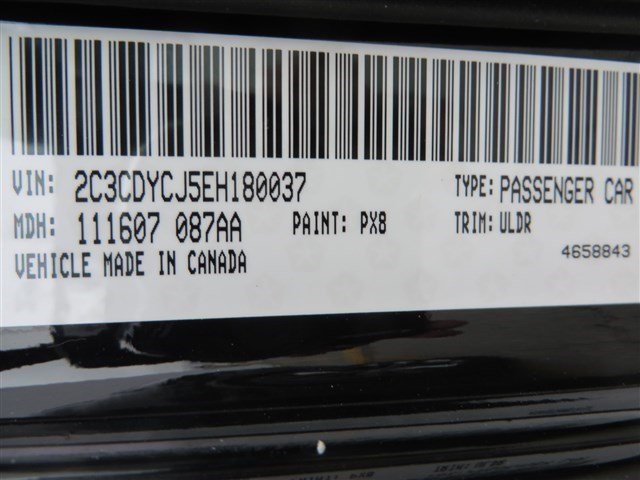 VIN: 2C3CDYCJ5EH180037 TYPE: PASSENGER CAR
MDH: 111607 087AA PAINT: PX8 TRIM: ULDR
VEHICLE MADE IN CANADA 4658843